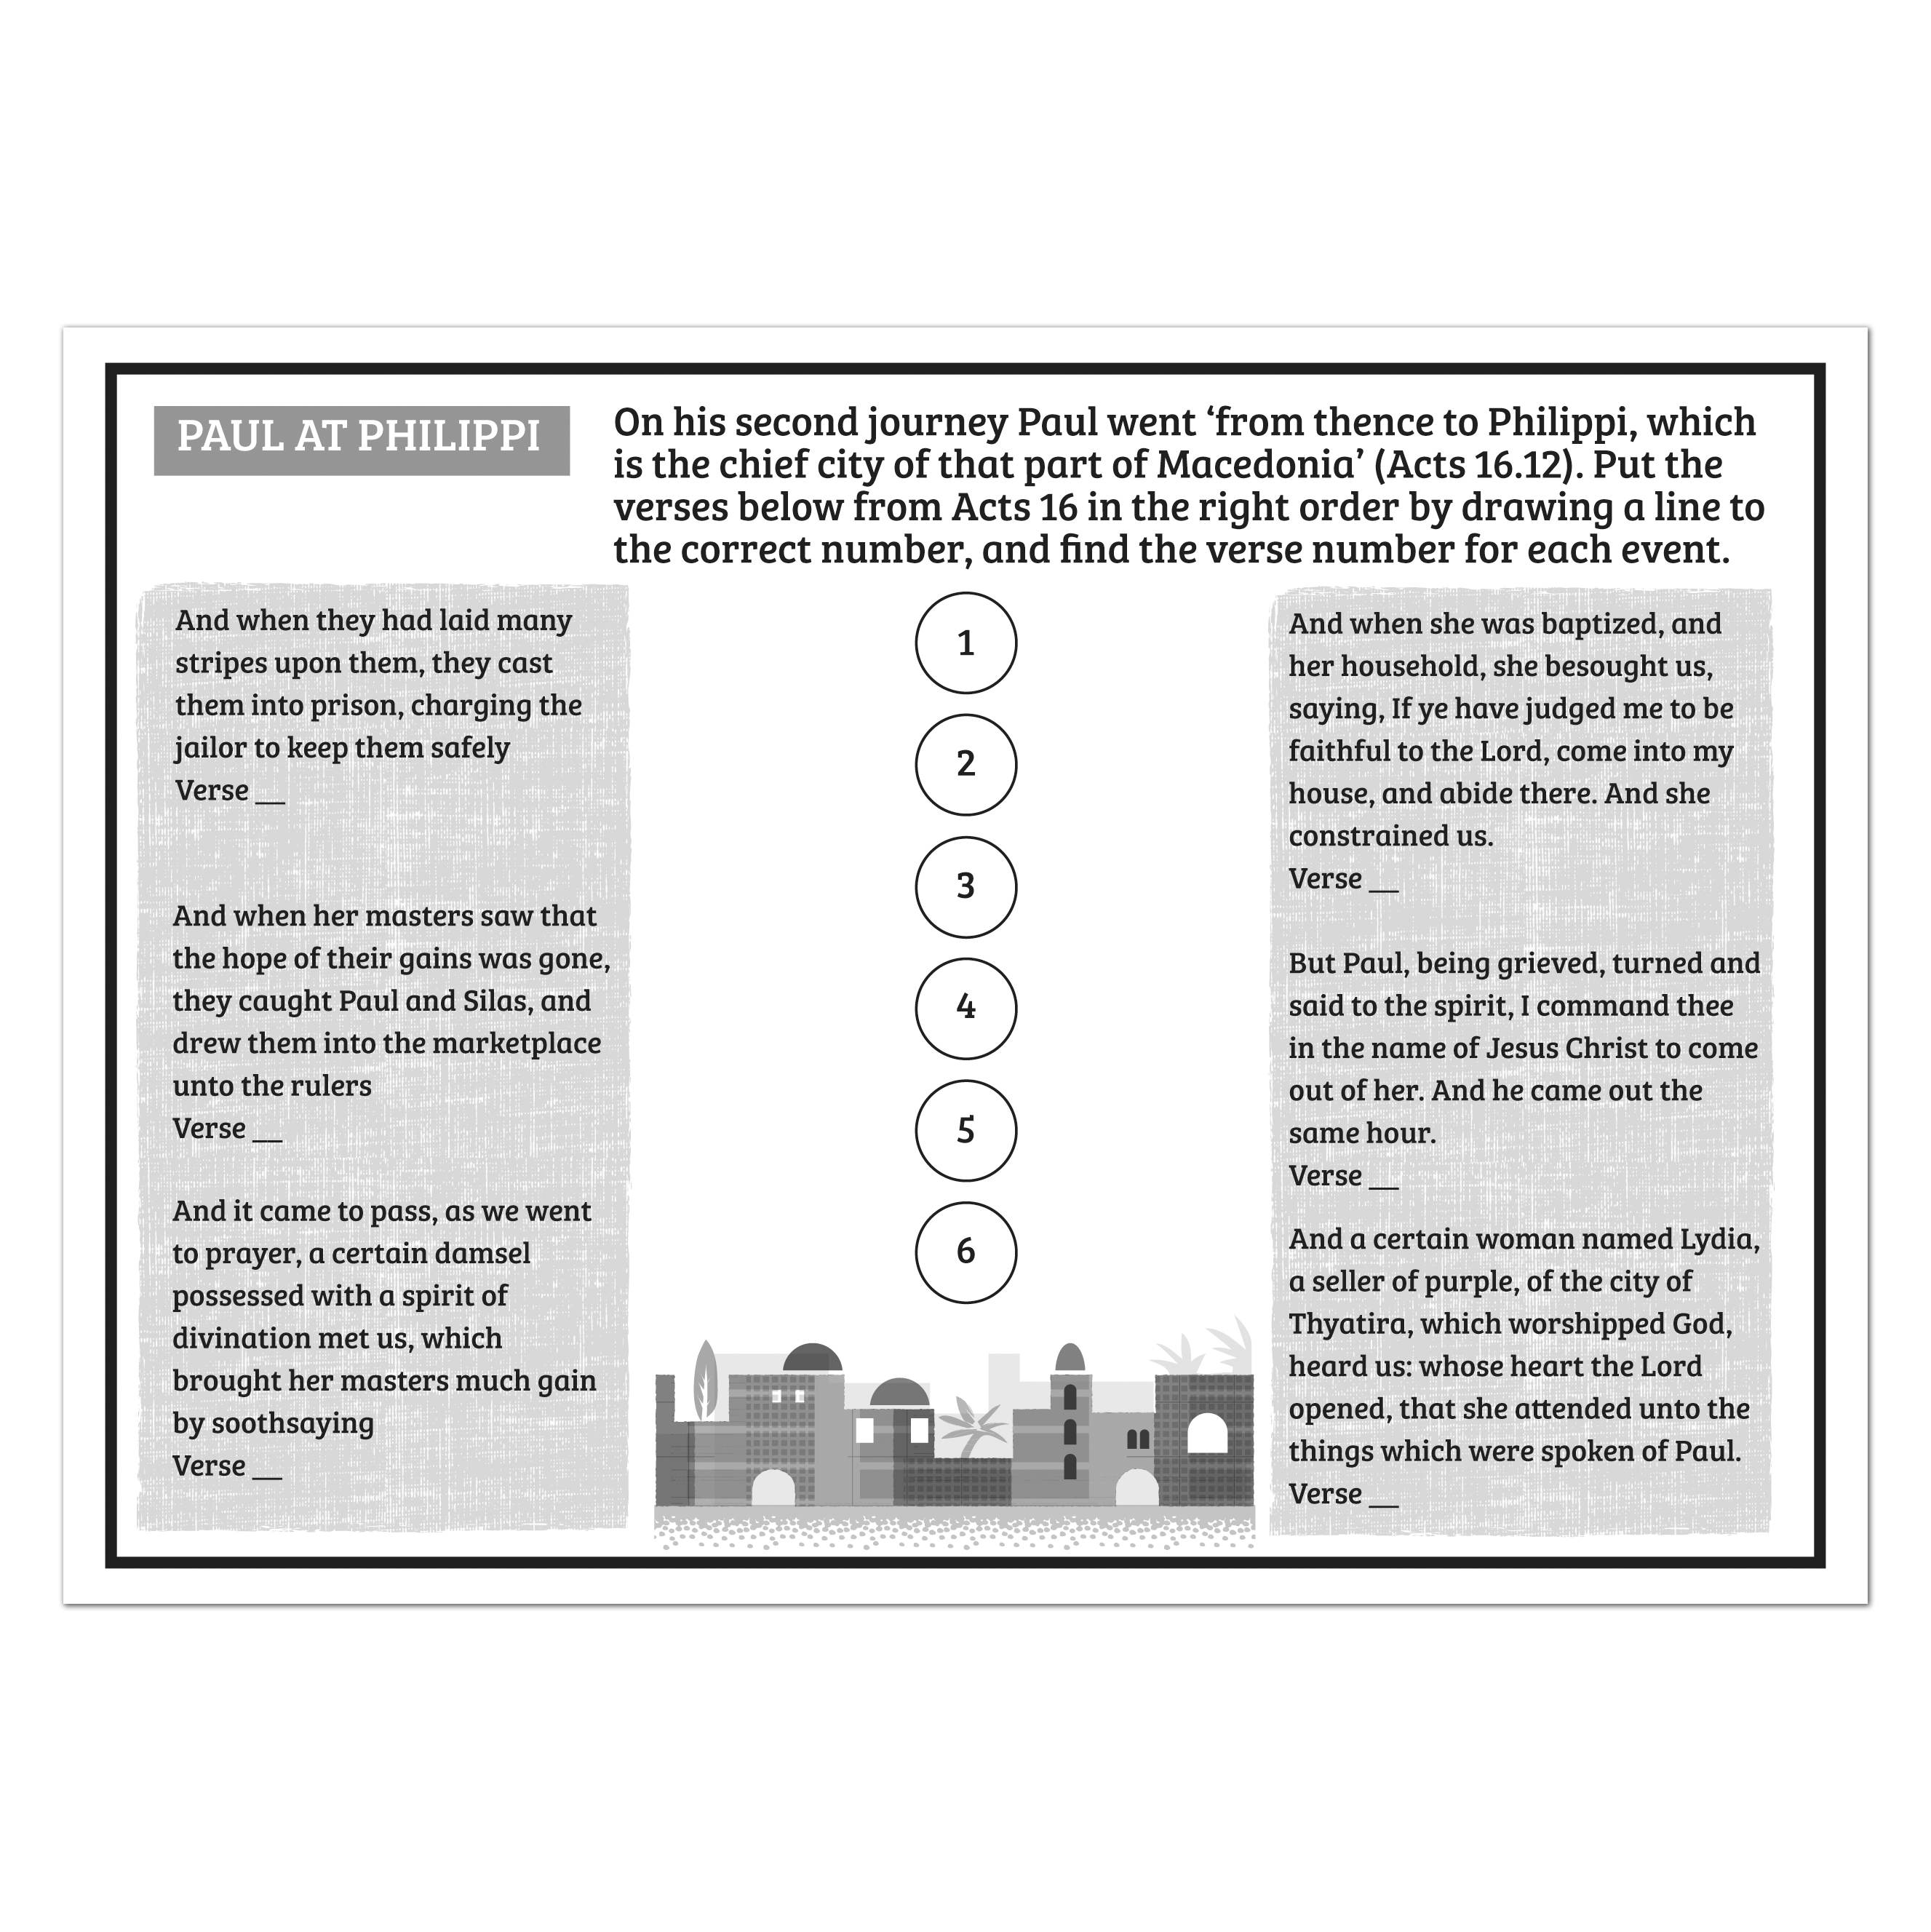 PAUL AT PHILIPPI
On his second journey Paul went ‘from thence to Philippi, which
is the chief city of that part of Macedonia’ (Acts 16.12). Put the
verses below from Acts 16 in the right order by drawing a line to
the correct number, and find the verse number for each event.
And when they had laid many
stripes upon them, they cast
them into prison, charging the
jailor to keep them safely
Verse __
And when her masters saw that
the hope of their gains was gone,
they caught Paul and Silas, and
drew them into the marketplace
unto the rulers
Verse __
And it came to pass, as we went
to prayer, a certain damsel
possessed with a spirit of
divination met us, which
brought her masters much gain
by soothsaying
Verse __
1
2
3
4
5
6
And when she was baptized, and
her household, she besought us,
saying, If ye have judged me to be
faithful to the Lord, come into my
house, and abide there. And she
constrained us.
Verse __
But Paul, being grieved, turned and
said to the spirit, I command thee
in the name of Jesus Christ to come
out of her. And he came out the
same hour.
Verse __
And a certain woman named Lydia,
a seller of purple, of the city of
Thyatira, which worshipped God,
heard us: whose heart the Lord
opened, that she attended unto the
things which were spoken of Paul.
Verse __